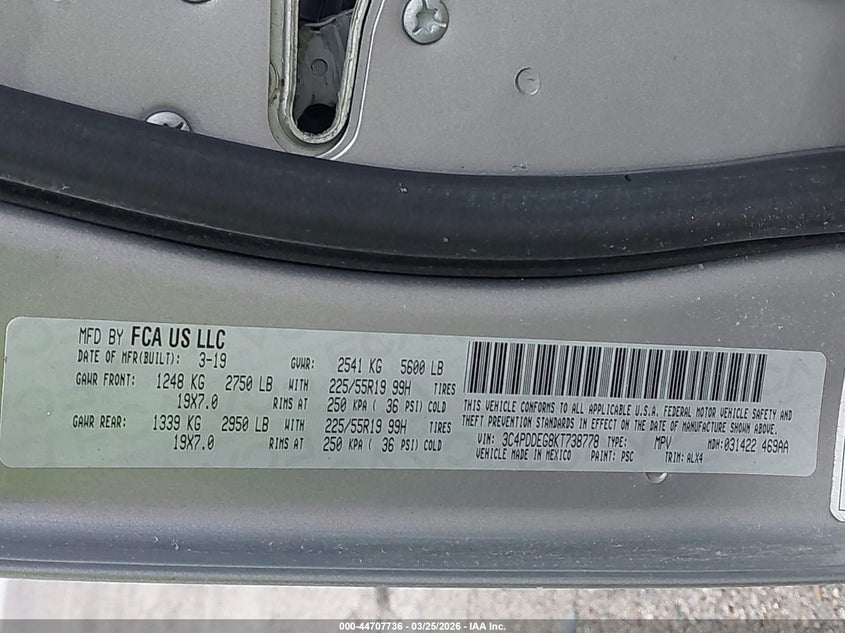 MFD BY FCA US LLC
DATE OF MFR(BUILT): 3-19 GVWR: 2541 KG 5600 LB
GAWR FRONT: 1248 KG 2750 LB WITH 225/55R19 99H TIRES
19X7.0 RIMS AT 250 KPA ( 36 PSI) COLD
GAWR REAR: 1339 KG 2950 LB WITH 225/55R19 99H TIRES
19X7.0 RIMS AT 250 KPA ( 36 PSI) COLD
THIS VEHICLE CONFORMS TO ALL APPLICABLE U.S.A. FEDERAL MOTOR VEHICLE SAFETY AND
THEFT PREVENTION STANDARDS IN EFFECT ON THE DATE OF MANUFACTURE SHOWN ABOVE.
VIN: 3C4PDDEG8KT738778 TYPE: MPV MDH: 031422 469AA
VEHICLE MADE IN MEXICO PAINT: PSC TRIM: ALX4
000-44707736 - 03/25/2026 - IAA Inc.